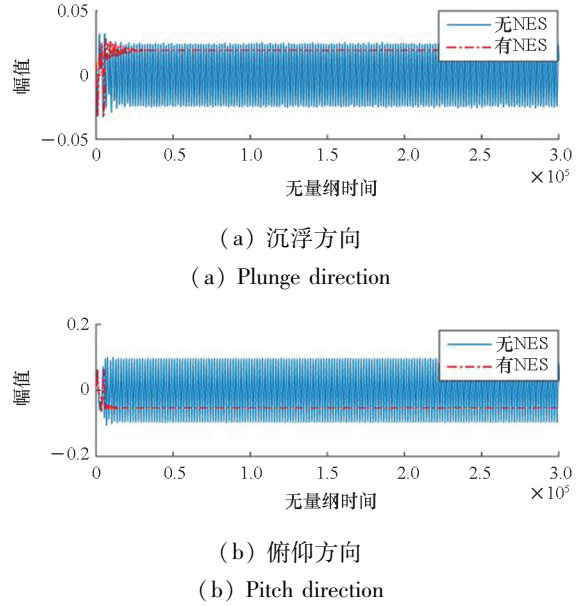 0.05
0
−0.05
幅值
无NES
有NES
0 0.5 1.0 1.5 2.0 2.5 3.0
× 10⁵
无量纲时间
(a) 沉浮方向
(a) Plunge direction
0.2
0
−0.2
幅值
无NES
有NES
0 0.5 1.0 1.5 2.0 2.5 3.0
× 10⁵
无量纲时间
(b) 俯仰方向
(b) Pitch direction